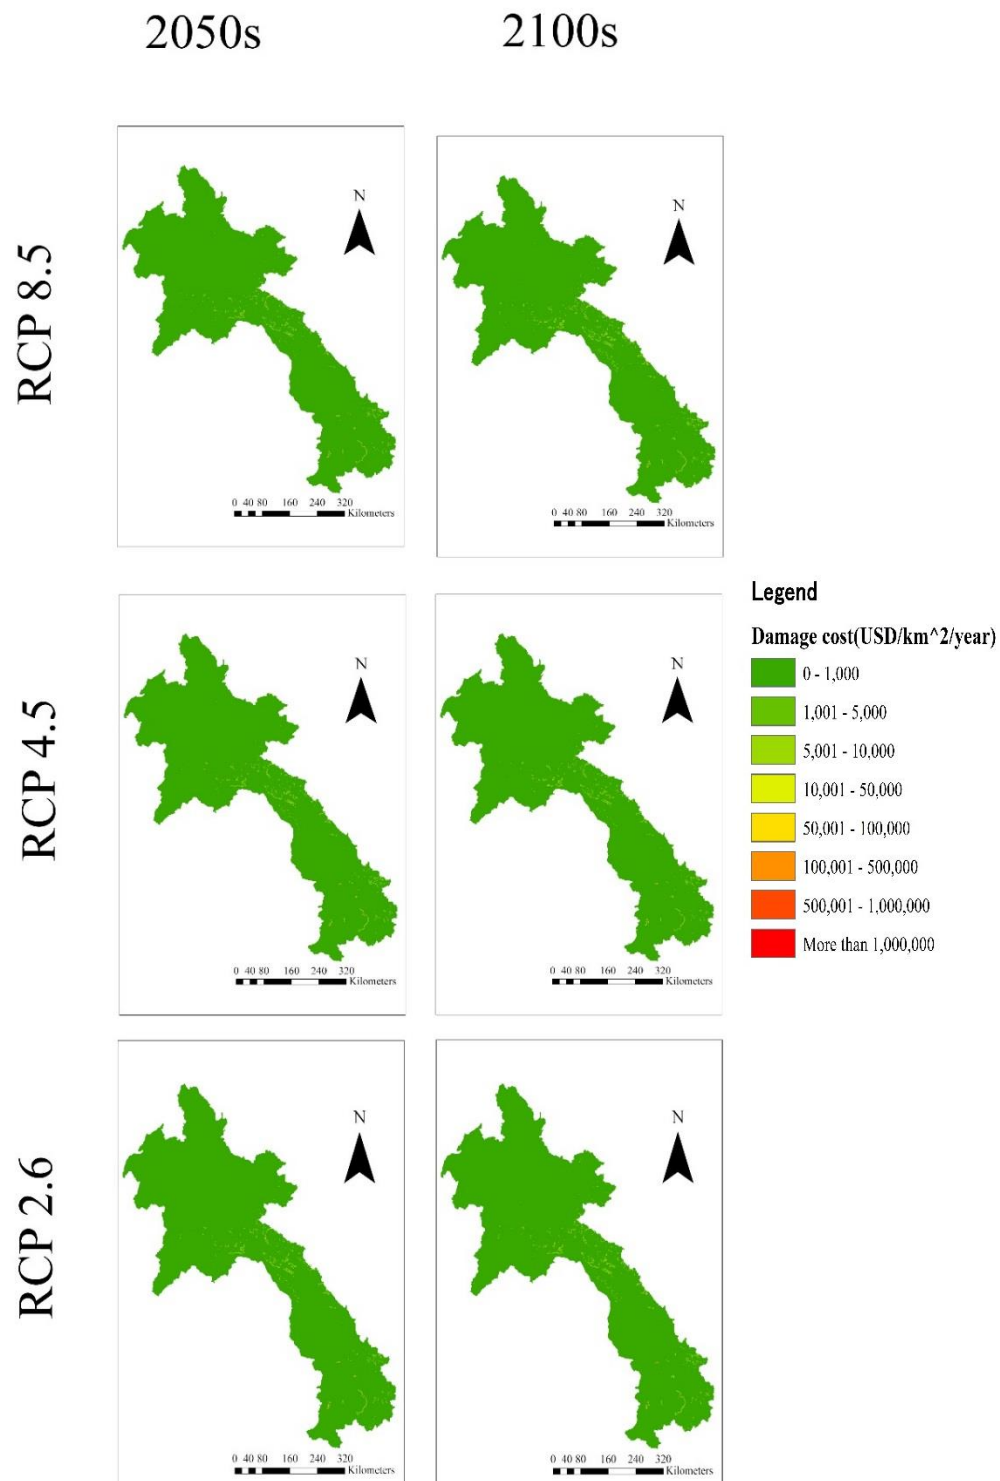 2050s
2100s
RCP 8.5
N
0 40 80 160 240 320
Kilometers
N
0 40 80 160 240 320
Kilometers
RCP 4.5
N
0 40 80 160 240 320
Kilometers
N
0 40 80 160 240 320
Kilometers
Legend
Damage cost(USD/km^2/year)
0 - 1,000
1,001 - 5,000
5,001 - 10,000
10,001 - 50,000
50,001 - 100,000
100,001 - 500,000
500,001 - 1,000,000
More than 1,000,000
RCP 2.6
N
0 40 80 160 240 320
Kilometers
N
0 40 80 160 240 320
Kilometers